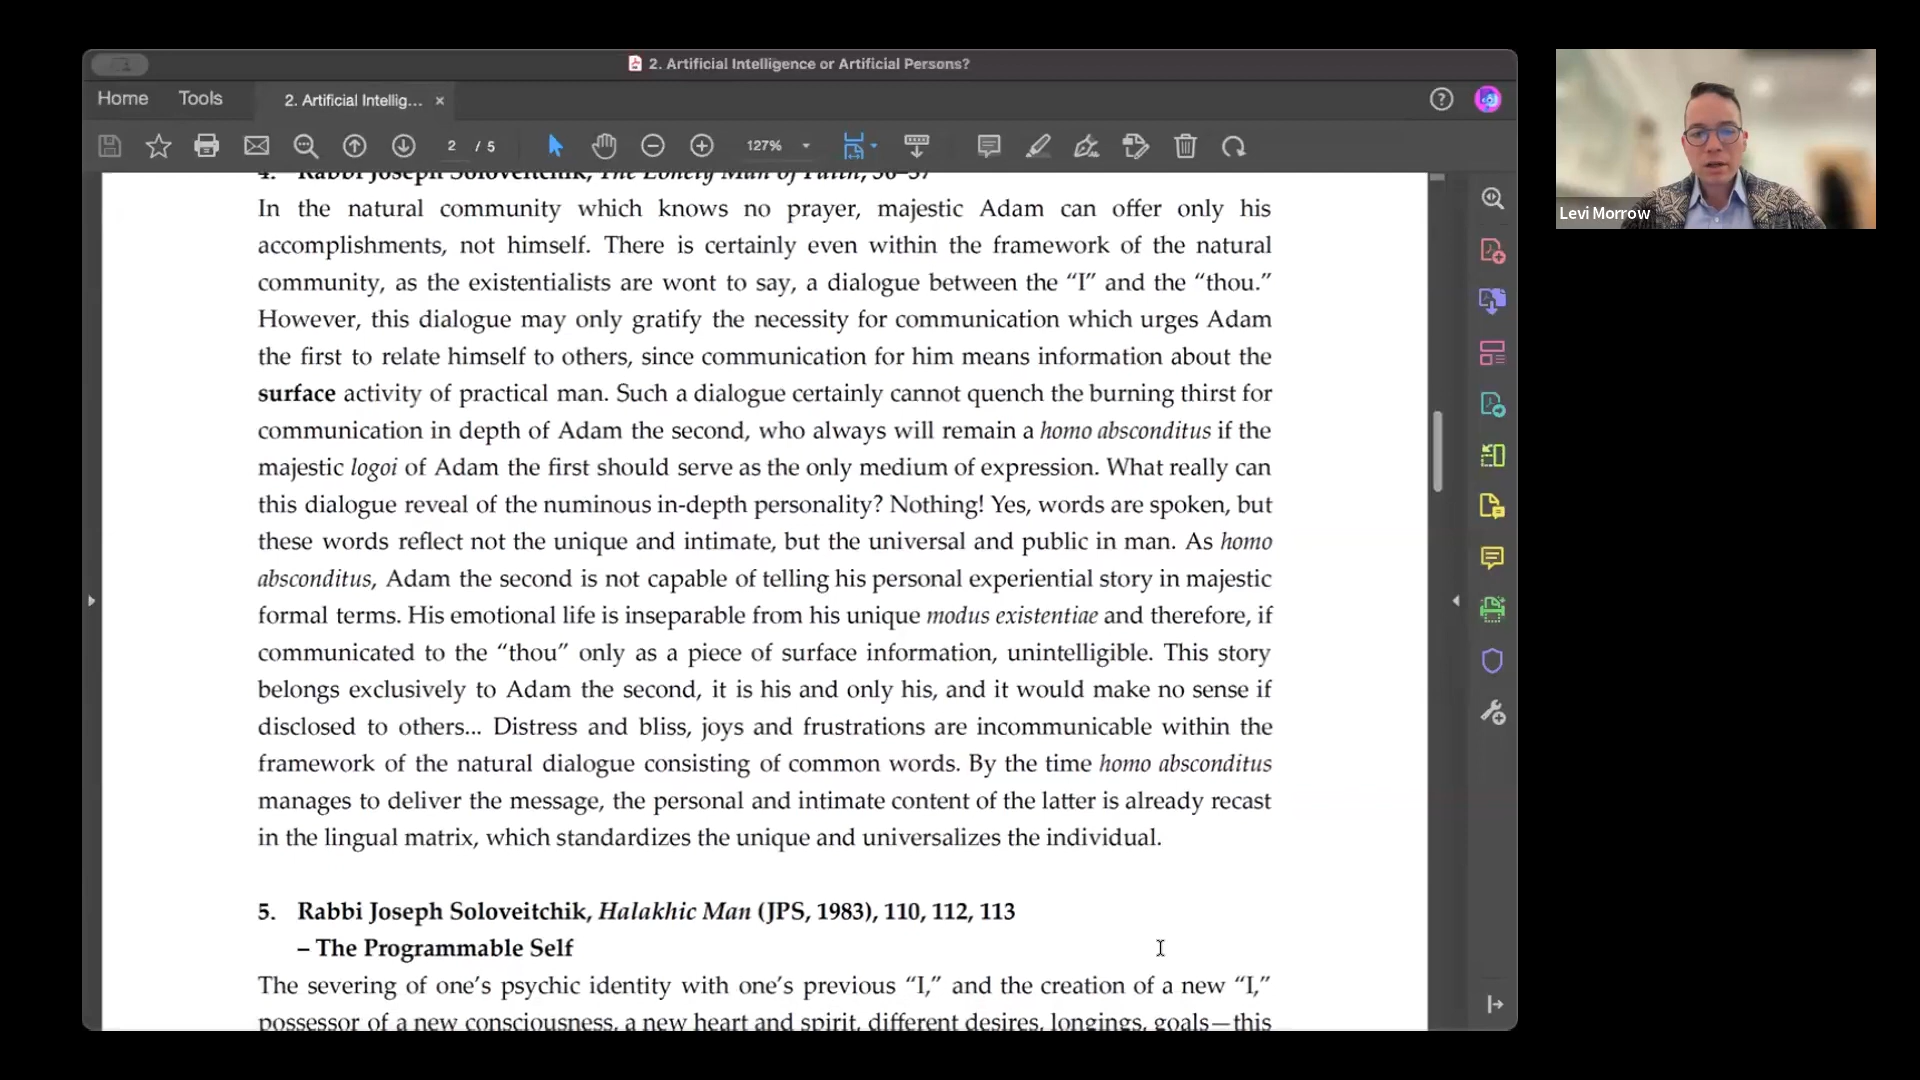 2. Artificial Intelligence or Artificial Persons?
Home Tools 2. Artificial Intellig... ×
2 / 5 127%
4. Rabbi Joseph Soloveitchik, The Lonely Man of Faith, 36–37
In the natural community which knows no prayer, majestic Adam can offer only his
accomplishments, not himself. There is certainly even within the framework of the natural
community, as the existentialists are wont to say, a dialogue between the “I” and the “thou.”
However, this dialogue may only gratify the necessity for communication which urges Adam
the first to relate himself to others, since communication for him means information about the
surface activity of practical man. Such a dialogue certainly cannot quench the burning thirst for
communication in depth of Adam the second, who always will remain a homo absconditus if the
majestic logoi of Adam the first should serve as the only medium of expression. What really can
this dialogue reveal of the numinous in-depth personality? Nothing! Yes, words are spoken, but
these words reflect not the unique and intimate, but the universal and public in man. As homo
absconditus, Adam the second is not capable of telling his personal experiential story in majestic
formal terms. His emotional life is inseparable from his unique modus existentiae and therefore, if
communicated to the “thou” only as a piece of surface information, unintelligible. This story
belongs exclusively to Adam the second, it is his and only his, and it would make no sense if
disclosed to others... Distress and bliss, joys and frustrations are incommunicable within the
framework of the natural dialogue consisting of common words. By the time homo absconditus
manages to deliver the message, the personal and intimate content of the latter is already recast
in the lingual matrix, which standardizes the unique and universalizes the individual.
5. Rabbi Joseph Soloveitchik, Halakhic Man (JPS, 1983), 110, 112, 113
– The Programmable Self
The severing of one’s psychic identity with one’s previous “I,” and the creation of a new “I,”
possessor of a new consciousness, a new heart and spirit, different desires, longings, goals—this
Levi Morrow